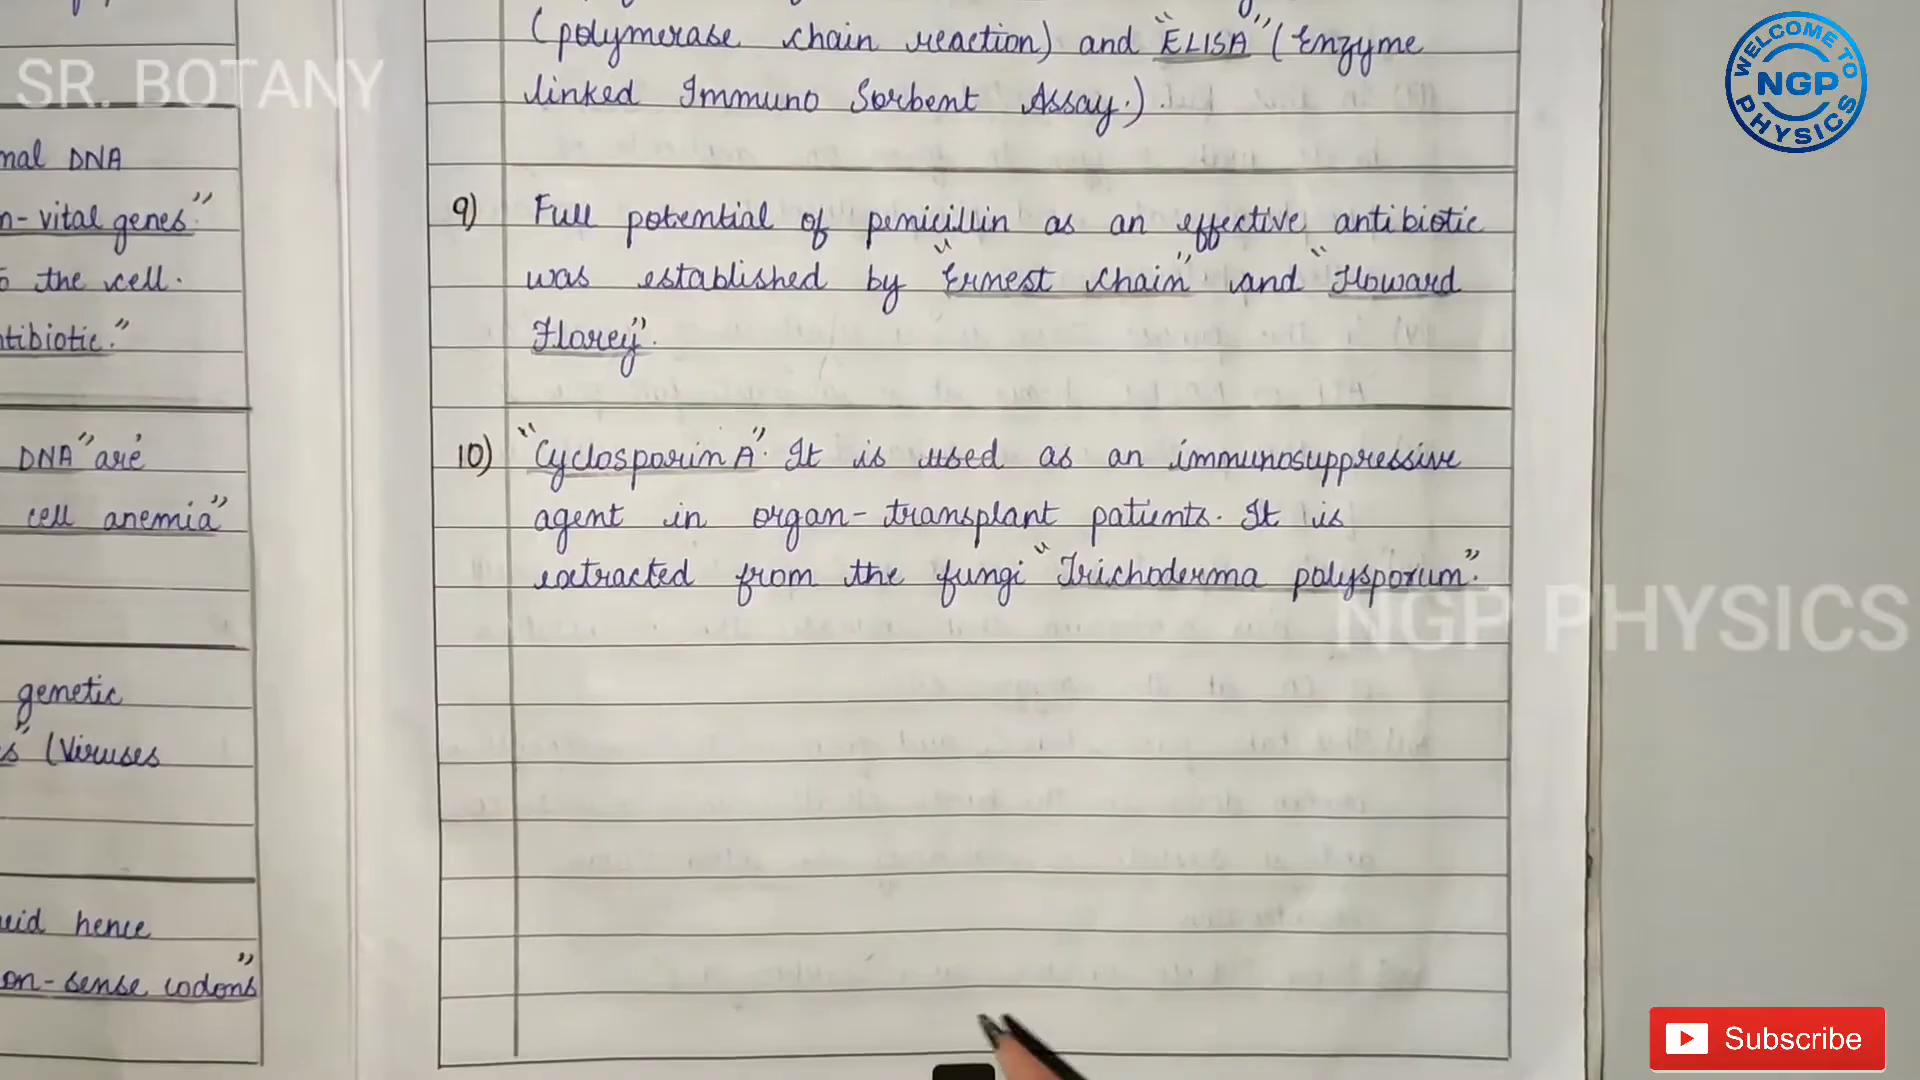 SR. BOTANY
nal DNA
n-vital genes."
the cell.
tibiotic."
DNA" are
cell anemia"
genetic
s" (Viruses
uid hence
on-sense codons"
(polymerase chain reaction) and "ELISA" (Enzyme
linked Immuno Sorbent Assay.).
9) Full potential of penicillin as an effective antibiotic
was established by "Ernest Chain" and "Howard
Florey".
10) "Cyclosporin A". It is used as an immunosuppressive
agent in organ-transplant patients. It is
extracted from the fungi "Trichoderma polysporum".
WELCOME TO
NGP
PHYSICS
NGP PHYSICS
Subscribe